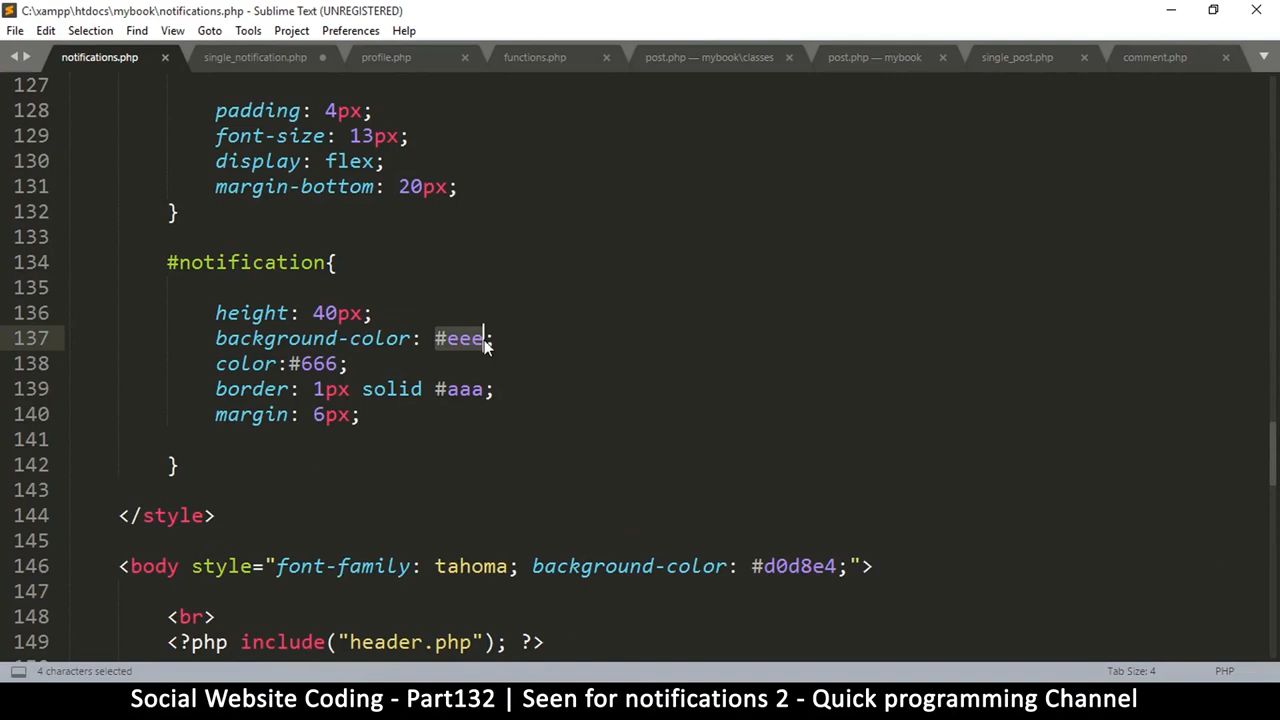 C:\xampp\htdocs\mybook\notifications.php - Sublime Text (UNREGISTERED)
File Edit Selection Find View Goto Tools Project Preferences Help
notifications.php single_notification.php profile.php functions.php post.php — mybook\classes post.php — mybook single_post.php comment.php
127
128 padding: 4px;
129 font-size: 13px;
130 display: flex;
131 margin-bottom: 20px;
132 }
133
134 #notification{
135
136 height: 40px;
137 background-color: #eee;
138 color:#666;
139 border: 1px solid #aaa;
140 margin: 6px;
141
142 }
143
144 </style>
145
146 <body style="font-family: tahoma; background-color: #d0d8e4;">
147
148 <br>
149 <?php include("header.php"); ?>
4 characters selected Tab Size: 4 PHP
Social Website Coding - Part132 | Seen for notifications 2 - Quick programming Channel